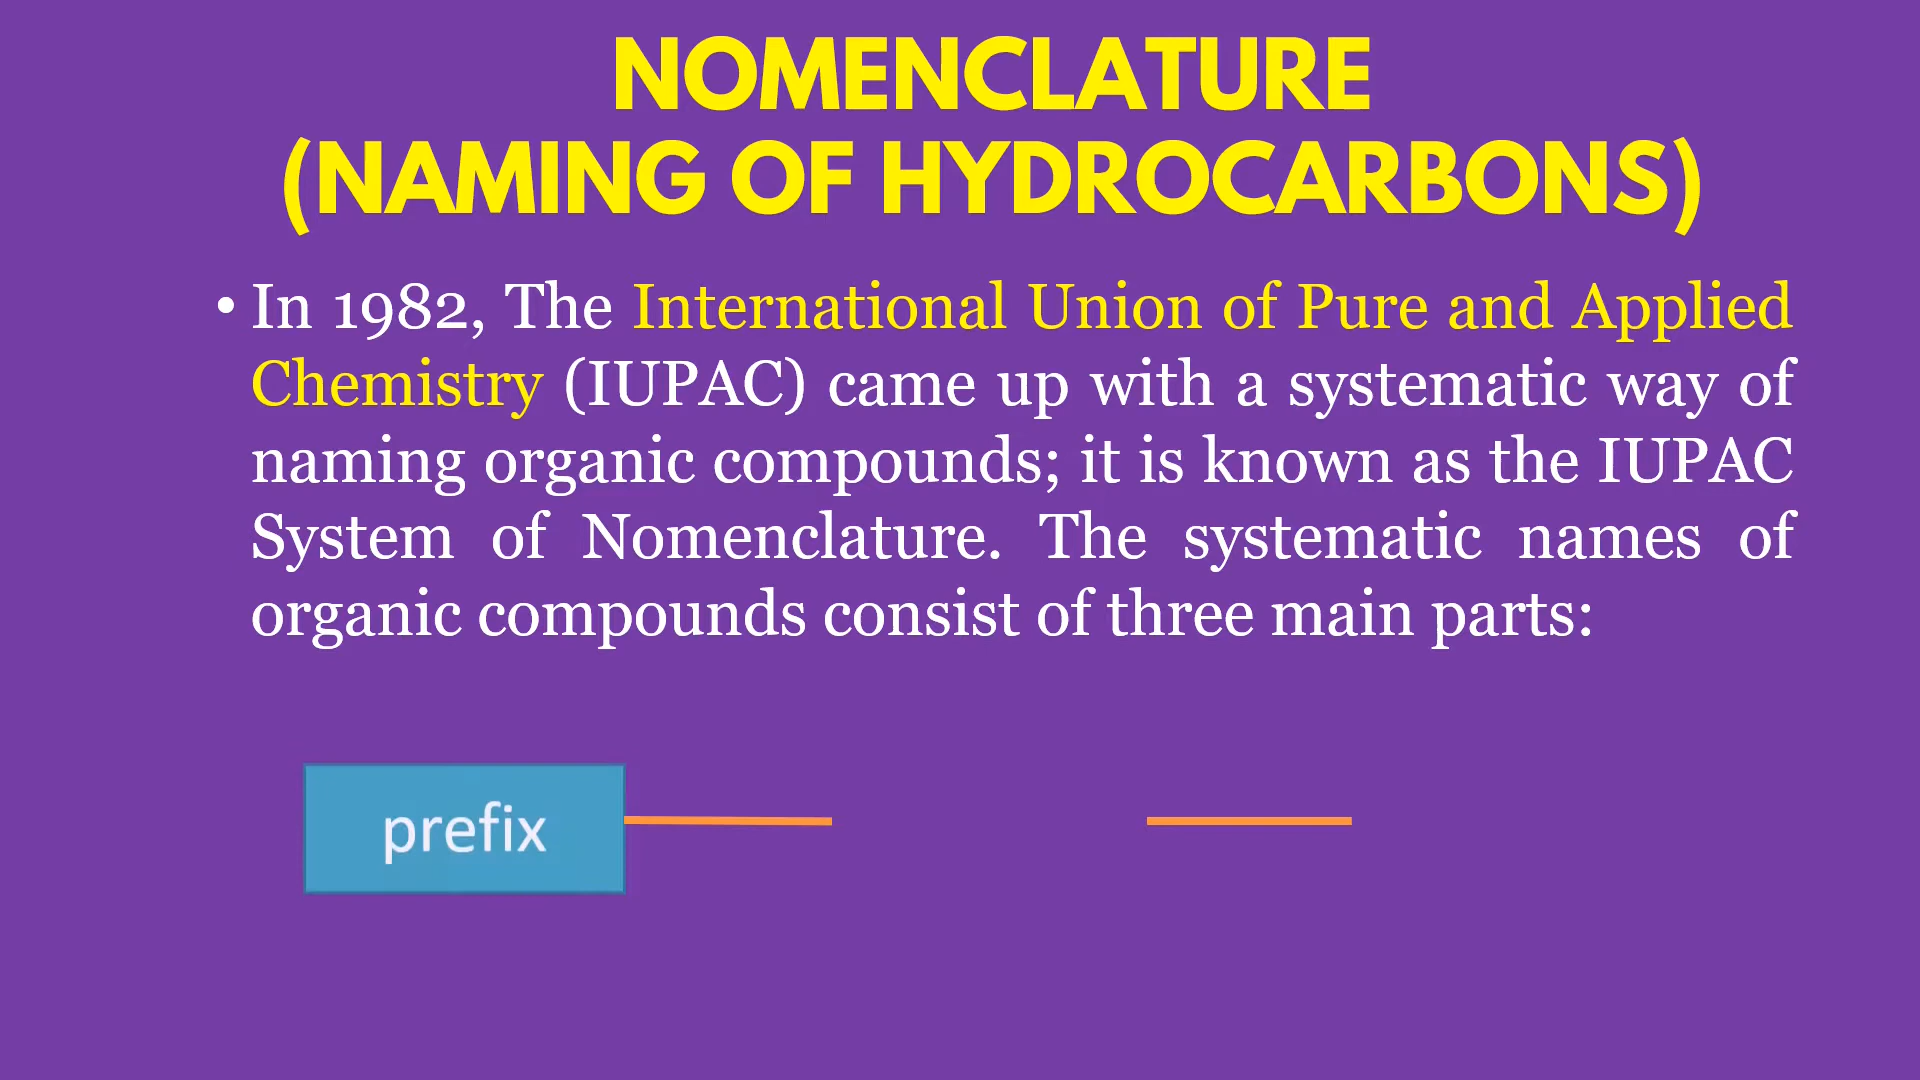 NOMENCLATURE
(NAMING OF HYDROCARBONS)
• In 1982, The International Union of Pure and Applied
Chemistry (IUPAC) came up with a systematic way of
naming organic compounds; it is known as the IUPAC
System of Nomenclature. The systematic names of
organic compounds consist of three main parts:
prefix